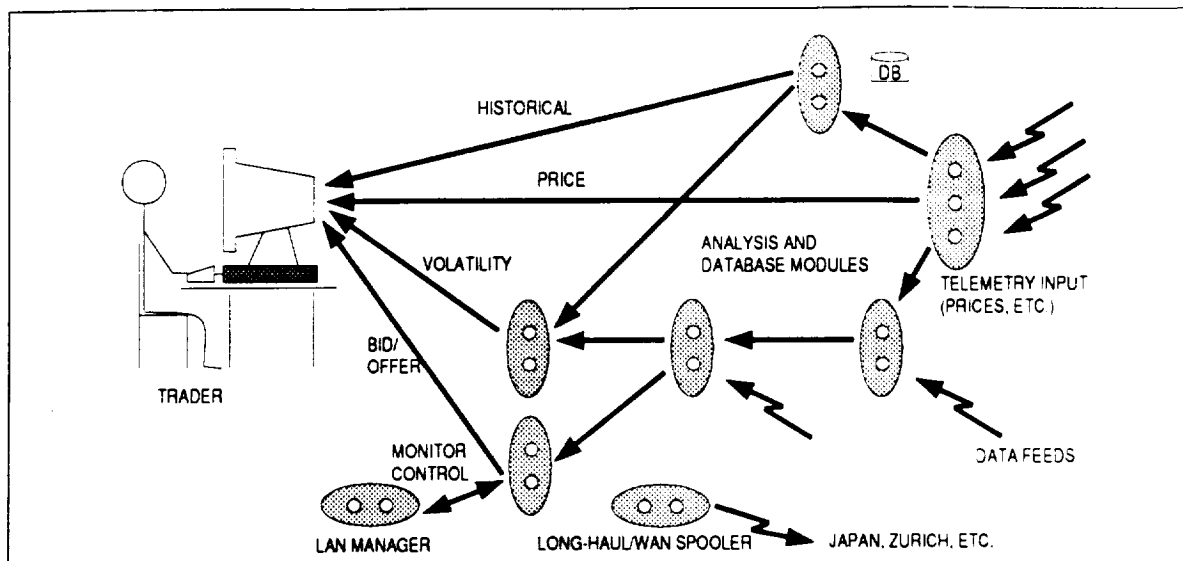 DB
HISTORICAL
PRICE
ANALYSIS AND
DATABASE MODULES
TELEMETRY INPUT
(PRICES, ETC.)
VOLATILITY
BID/
OFFER
TRADER
MONITOR
CONTROL
DATA FEEDS
LAN MANAGER
LONG-HAUL/WAN SPOOLER
JAPAN, ZURICH, ETC.